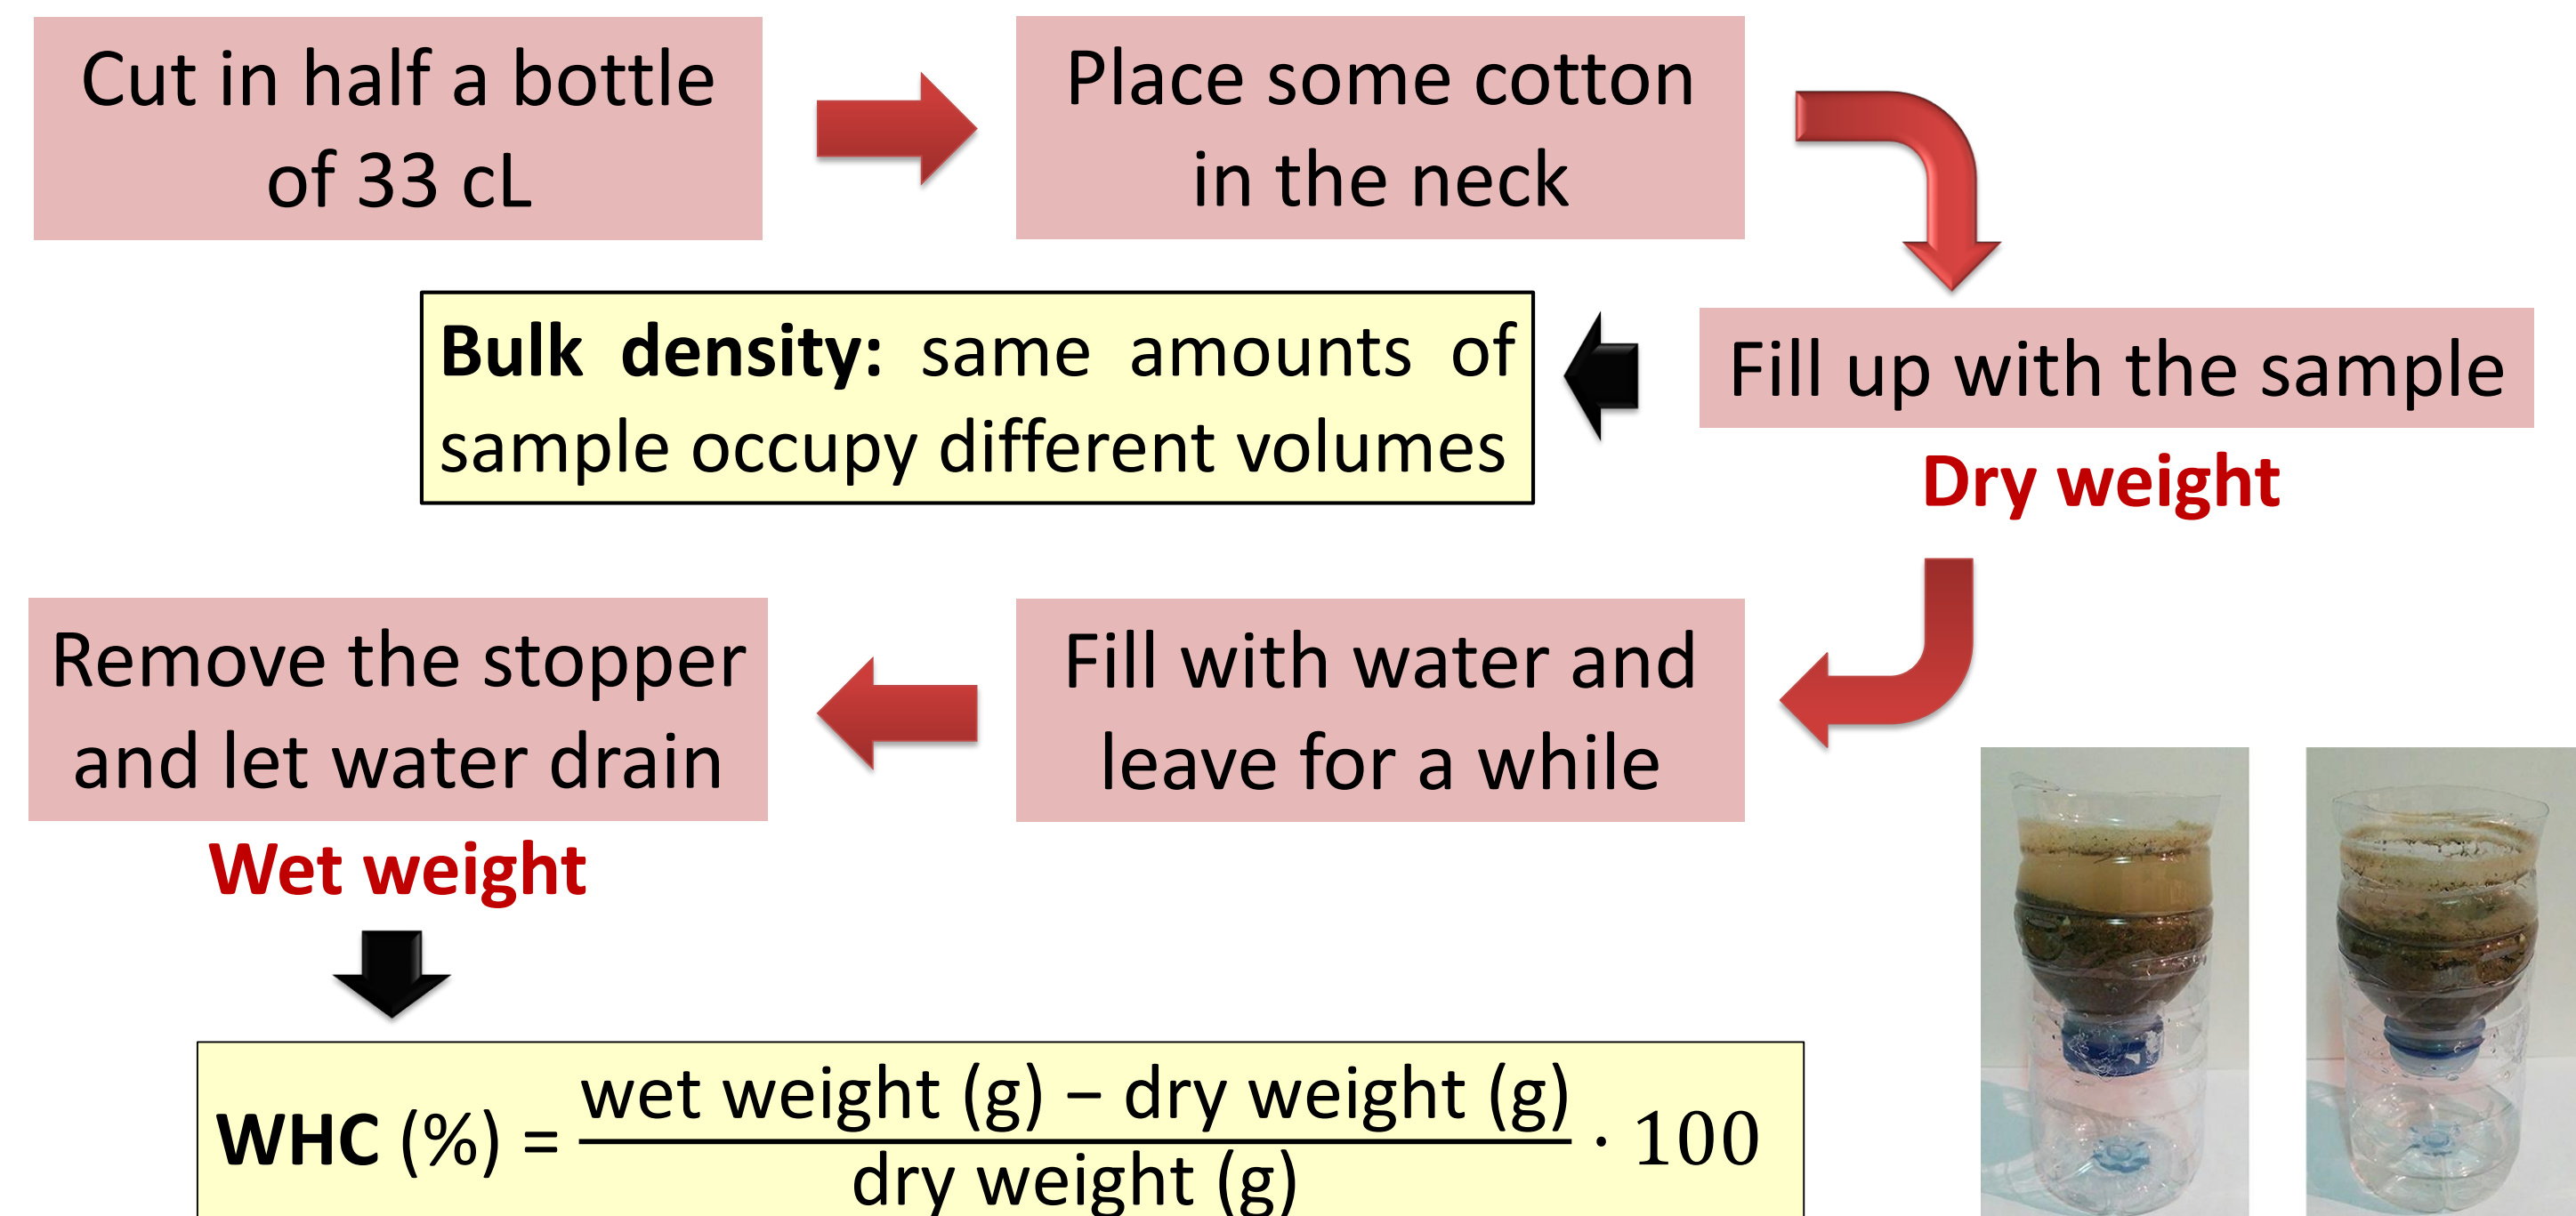 Cut in half a bottle
of 33 cL
Place some cotton
in the neck
Fill up with the sample
Dry weight
Bulk density: same amounts of
sample occupy different volumes
Fill with water and
leave for a while
Remove the stopper
and let water drain
Wet weight
WHC (%) = wet weight (g) − dry weight (g) / dry weight (g) · 100